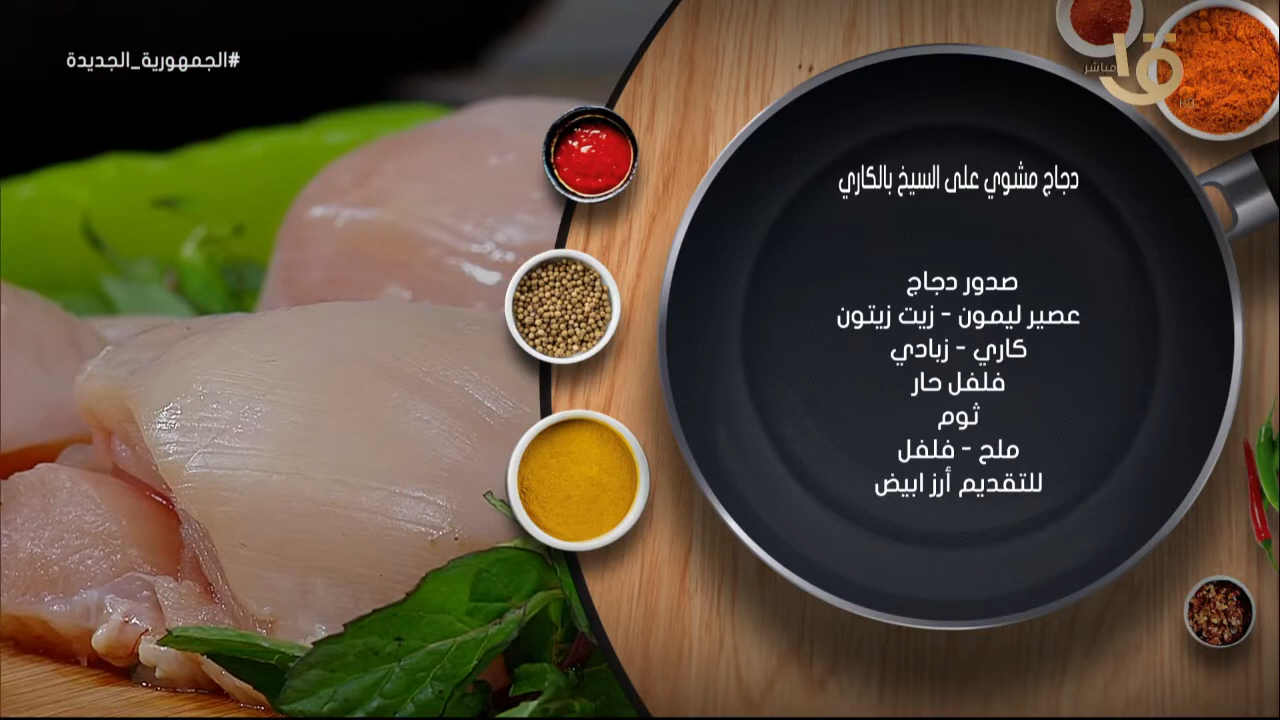 #الجمهورية_الجديدة
مباشر
HD
دجاج مشوي على السيخ بالكاري
صدور دجاج
عصير ليمون - زيت زيتون
كاري - زبادي
فلفل حار
ثوم
ملح - فلفل
للتقديم أرز ابيض